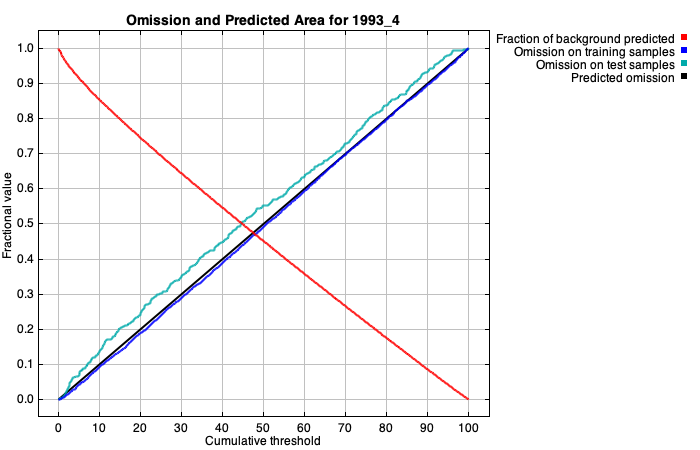 Omission and Predicted Area for 1993_4
Fraction of background predicted
Omission on training samples
Omission on test samples
Predicted omission
Fractional value
1.0
0.9
0.8
0.7
0.6
0.5
0.4
0.3
0.2
0.1
0.0
0 10 20 30 40 50 60 70 80 90 100
Cumulative threshold